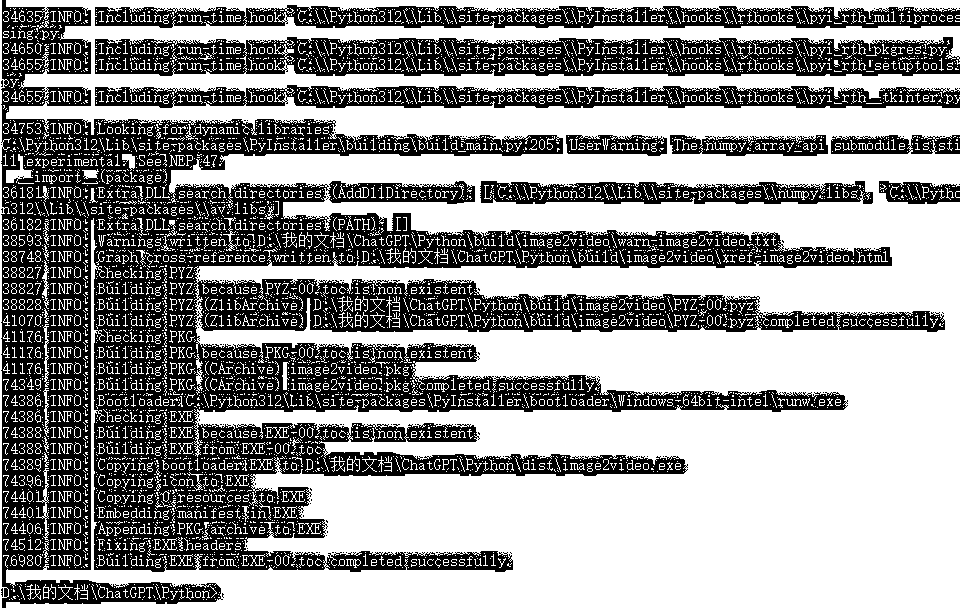 34635 INFO: Including run-time hook 'C:\\Python312\\Lib\\site-packages\\PyInstaller\\hooks\\rthooks\\pyi_rth_multiproces
sing.py'
34650 INFO: Including run-time hook 'C:\\Python312\\Lib\\site-packages\\PyInstaller\\hooks\\rthooks\\pyi_rth_pkgres.py'
34655 INFO: Including run-time hook 'C:\\Python312\\Lib\\site-packages\\PyInstaller\\hooks\\rthooks\\pyi_rth_setuptools.
py'
34655 INFO: Including run-time hook 'C:\\Python312\\Lib\\site-packages\\PyInstaller\\hooks\\rthooks\\pyi_rth__tkinter.py
'
34753 INFO: Looking for dynamic libraries
C:\Python312\Lib\site-packages\PyInstaller\building\build_main.py:205: UserWarning: The numpy.array_api submodule is sti
ll experimental. See NEP 47.
__import__(package)
36181 INFO: Extra DLL search directories (AddDllDirectory): ['C:\\Python312\\Lib\\site-packages\\numpy.libs', 'C:\\Pytho
n312\\Lib\\site-packages\\av.libs']
36182 INFO: Extra DLL search directories (PATH): []
38593 INFO: Warnings written to D:\我的文档\ChatGPT\Python\build\image2video\warn-image2video.txt
38748 INFO: Graph cross-reference written to D:\我的文档\ChatGPT\Python\build\image2video\xref-image2video.html
38827 INFO: checking PYZ
38827 INFO: Building PYZ because PYZ-00.toc is non existent
38828 INFO: Building PYZ (ZlibArchive) D:\我的文档\ChatGPT\Python\build\image2video\PYZ-00.pyz
41070 INFO: Building PYZ (ZlibArchive) D:\我的文档\ChatGPT\Python\build\image2video\PYZ-00.pyz completed successfully.
41176 INFO: checking PKG
41176 INFO: Building PKG because PKG-00.toc is non existent
41176 INFO: Building PKG (CArchive) image2video.pkg
74349 INFO: Building PKG (CArchive) image2video.pkg completed successfully.
74386 INFO: Bootloader C:\Python312\Lib\site-packages\PyInstaller\bootloader\Windows-64bit-intel\runw.exe
74386 INFO: checking EXE
74388 INFO: Building EXE because EXE-00.toc is non existent
74388 INFO: Building EXE from EXE-00.toc
74389 INFO: Copying bootloader EXE to D:\我的文档\ChatGPT\Python\dist\image2video.exe
74396 INFO: Copying icon to EXE
74401 INFO: Copying 0 resources to EXE
74401 INFO: Embedding manifest in EXE
74406 INFO: Appending PKG archive to EXE
74512 INFO: Fixing EXE headers
76980 INFO: Building EXE from EXE-00.toc completed successfully.
D:\我的文档\ChatGPT\Python>